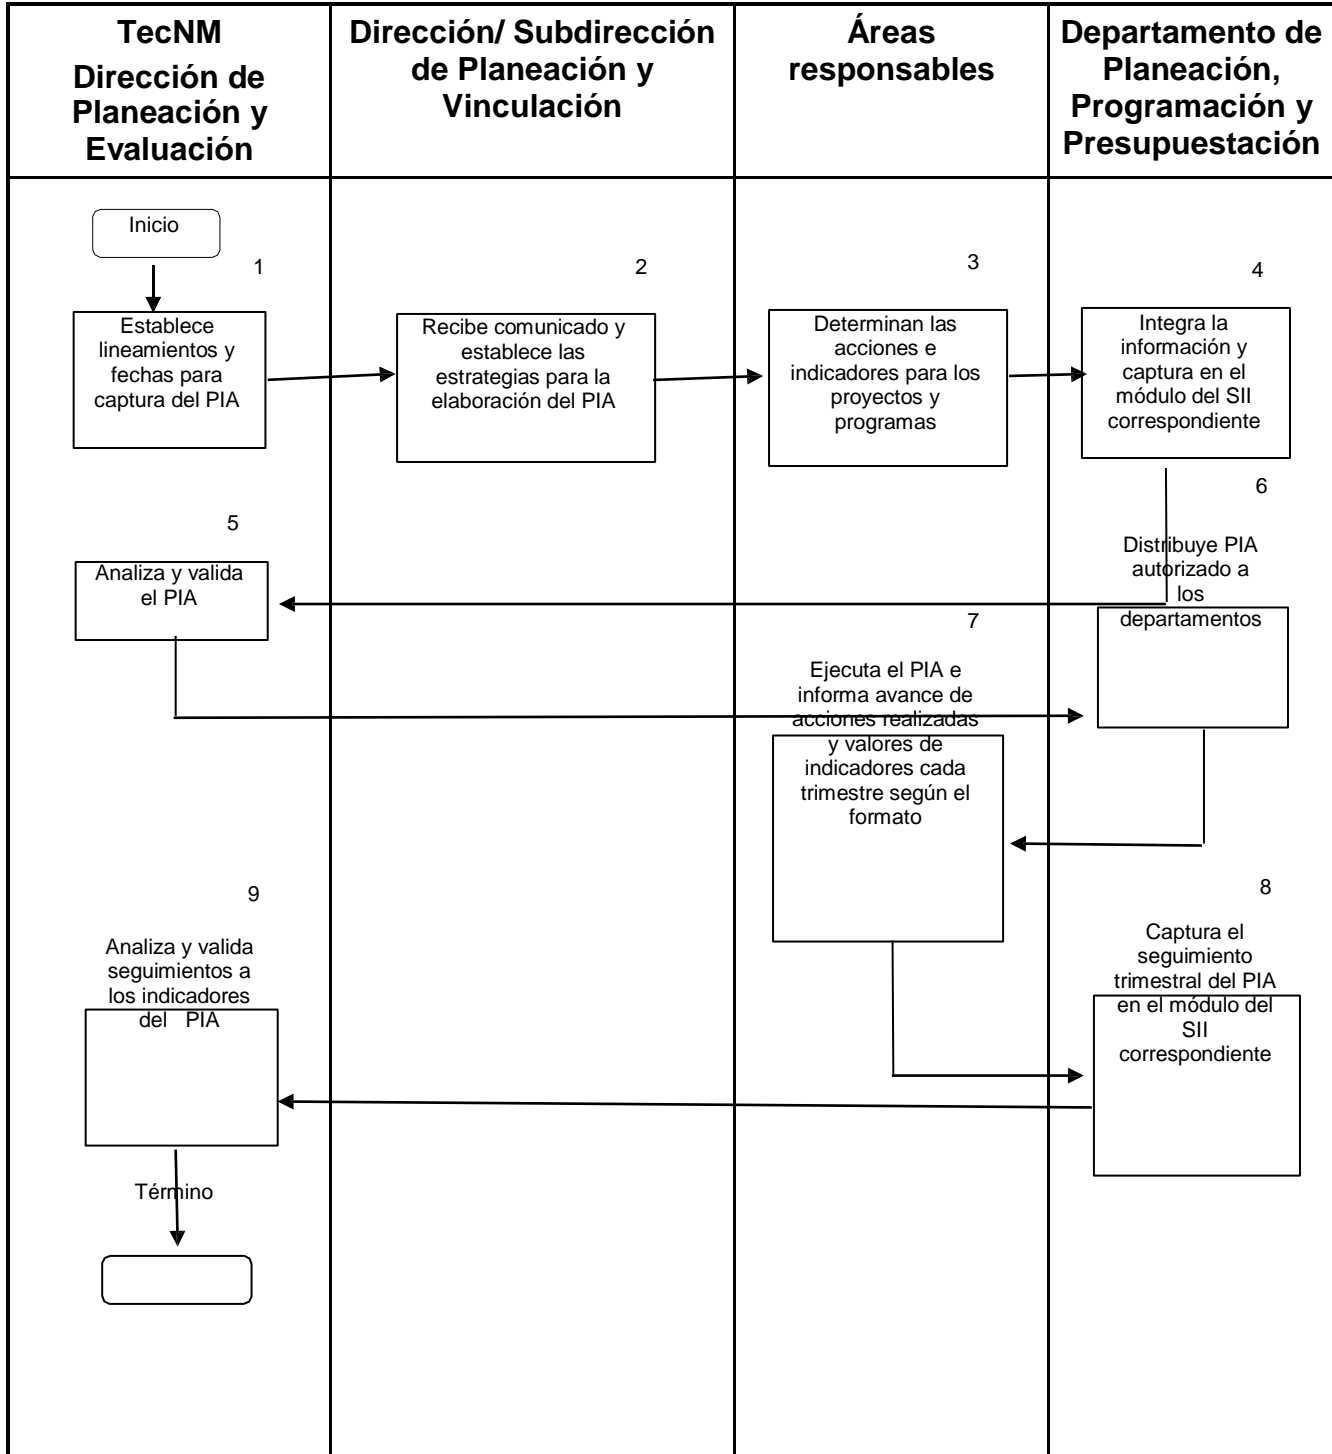 TecNM
Dirección de
Planeación y
Evaluación
Dirección/ Subdirección
de Planeación y
Vinculación
Áreas
responsables
Departamento de
Planeación,
Programación y
Presupuestación
Inicio
1
Establece
lineamientos y
fechas para
captura del PIA
2
Recibe comunicado y
establece las
estrategias para la
elaboración del PIA
3
Determinan las
acciones e
indicadores para los
proyectos y
programas
4
Integra la
información y
captura en el
módulo del SII
correspondiente
5
Analiza y valida
el PIA
6
Distribuye PIA
autorizado a
los
departamentos
7
Ejecuta el PIA e
informa avance de
acciones realizadas
y valores de
indicadores cada
trimestre según el
formato
8
Captura el
seguimiento
trimestral del PIA
en el módulo del
SII
correspondiente
9
Analiza y valida
seguimientos a
los indicadores
del PIA
Término